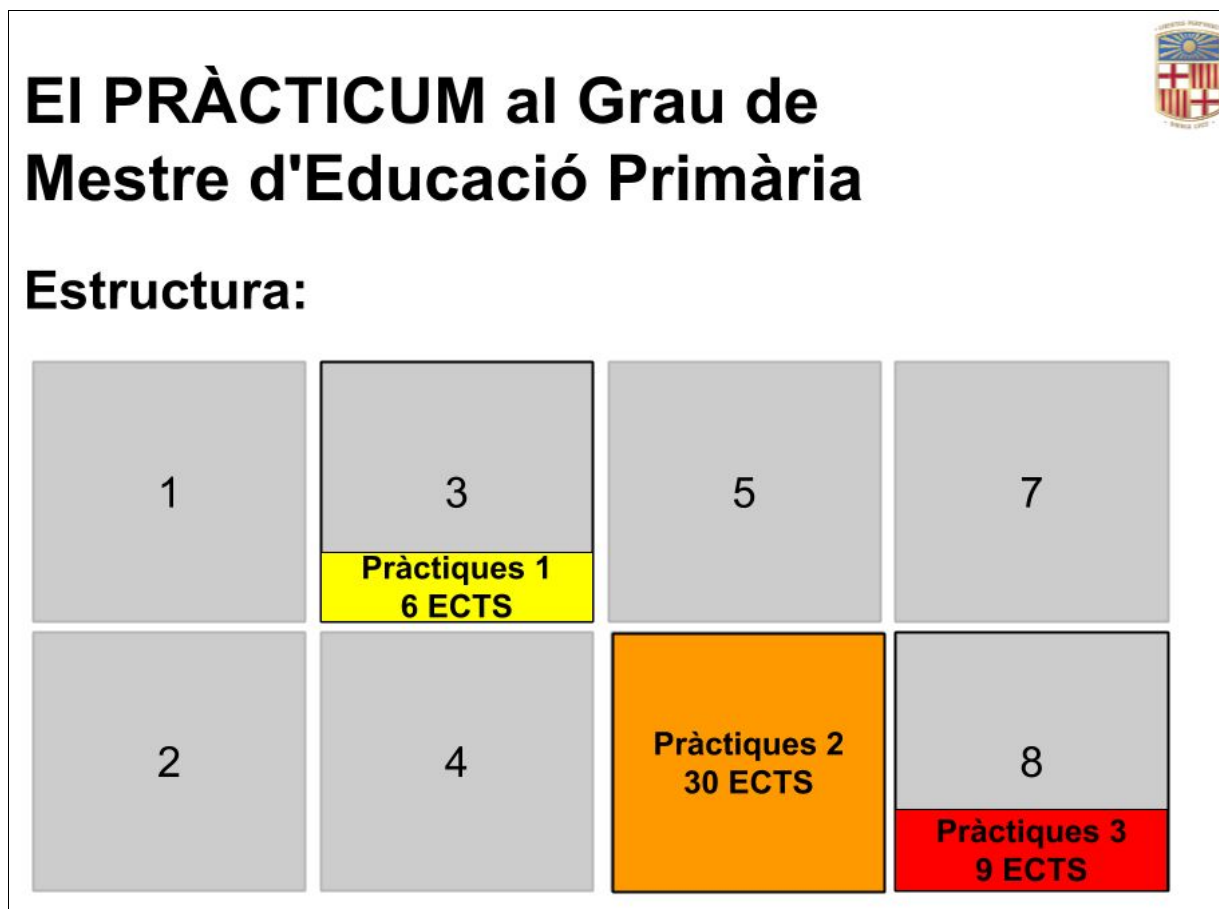 El PRÀCTICUM al Grau de
Mestre d'Educació Primària
Estructura:
1
3
5
7
Pràctiques 1
6 ECTS
2
4
Pràctiques 2
30 ECTS
8
Pràctiques 3
9 ECTS